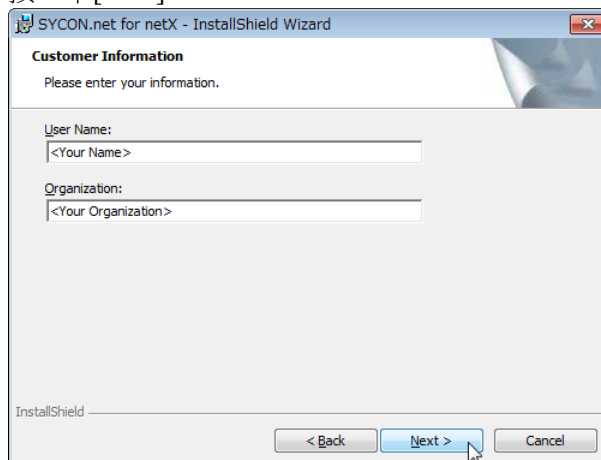 SYCON.net for netX - InstallShield Wizard
Customer Information
Please enter your information.
User Name:
<Your Name>
Organization:
<Your Organization>
InstallShield
< Back Next > Cancel